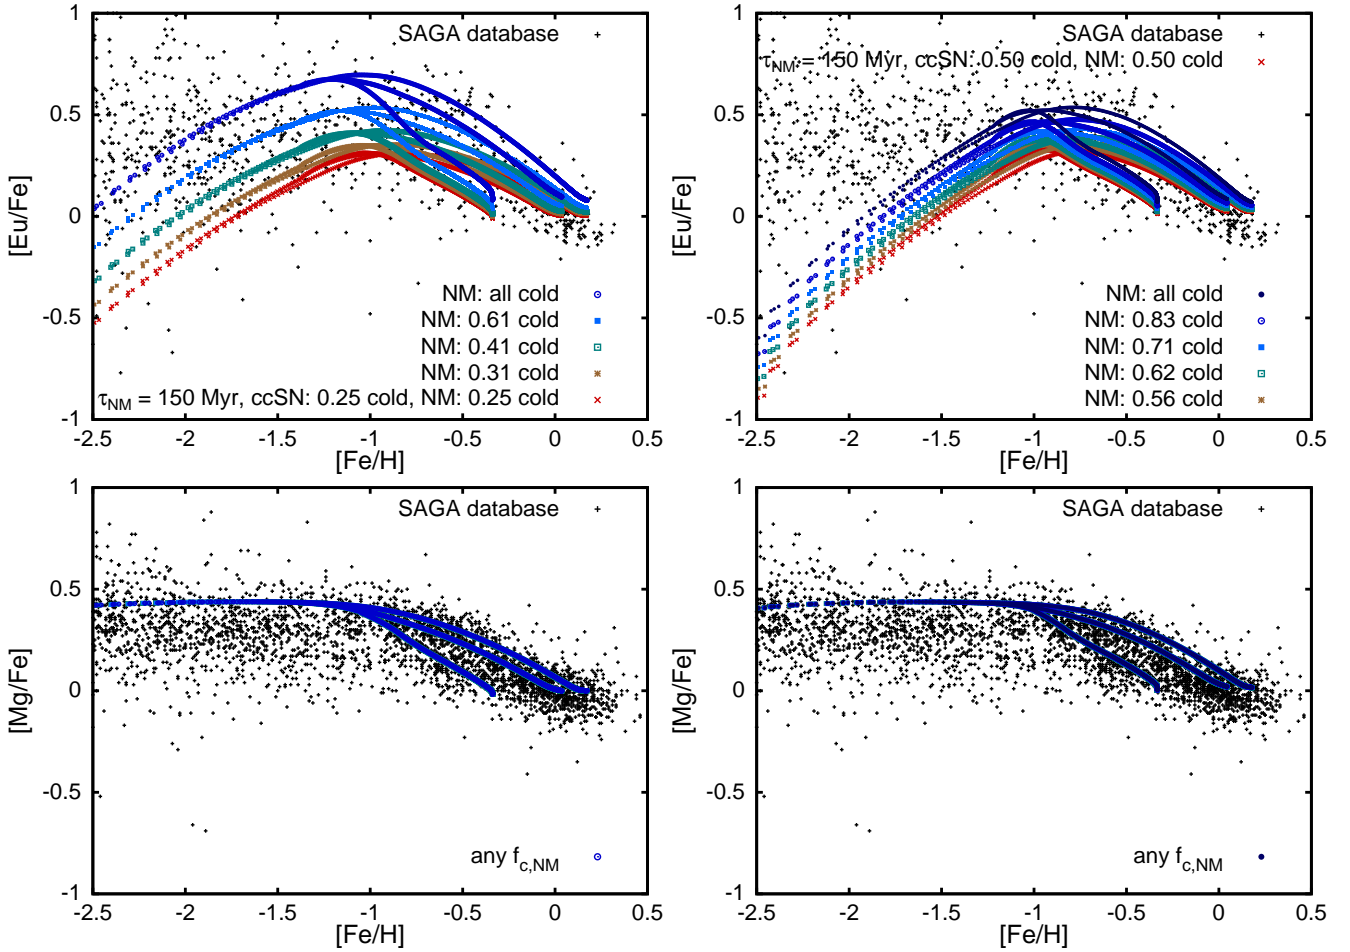 1
0.5
0
-0.5
-1
[Eu/Fe]
-2.5 -2 -1.5 -1 -0.5 0 0.5
[Fe/H]
SAGA database
NM: all cold
NM: 0.61 cold
NM: 0.41 cold
NM: 0.31 cold
τNM = 150 Myr, ccSN: 0.25 cold, NM: 0.25 cold
1
0.5
0
-0.5
-1
[Eu/Fe]
-2.5 -2 -1.5 -1 -0.5 0 0.5
[Fe/H]
SAGA database
τNM = 150 Myr, ccSN: 0.50 cold, NM: 0.50 cold
NM: all cold
NM: 0.83 cold
NM: 0.71 cold
NM: 0.62 cold
NM: 0.56 cold
1
0.5
0
-0.5
-1
[Mg/Fe]
-2.5 -2 -1.5 -1 -0.5 0 0.5
[Fe/H]
SAGA database
any fc,NM
1
0.5
0
-0.5
-1
[Mg/Fe]
-2.5 -2 -1.5 -1 -0.5 0 0.5
[Fe/H]
SAGA database
any fc,NM